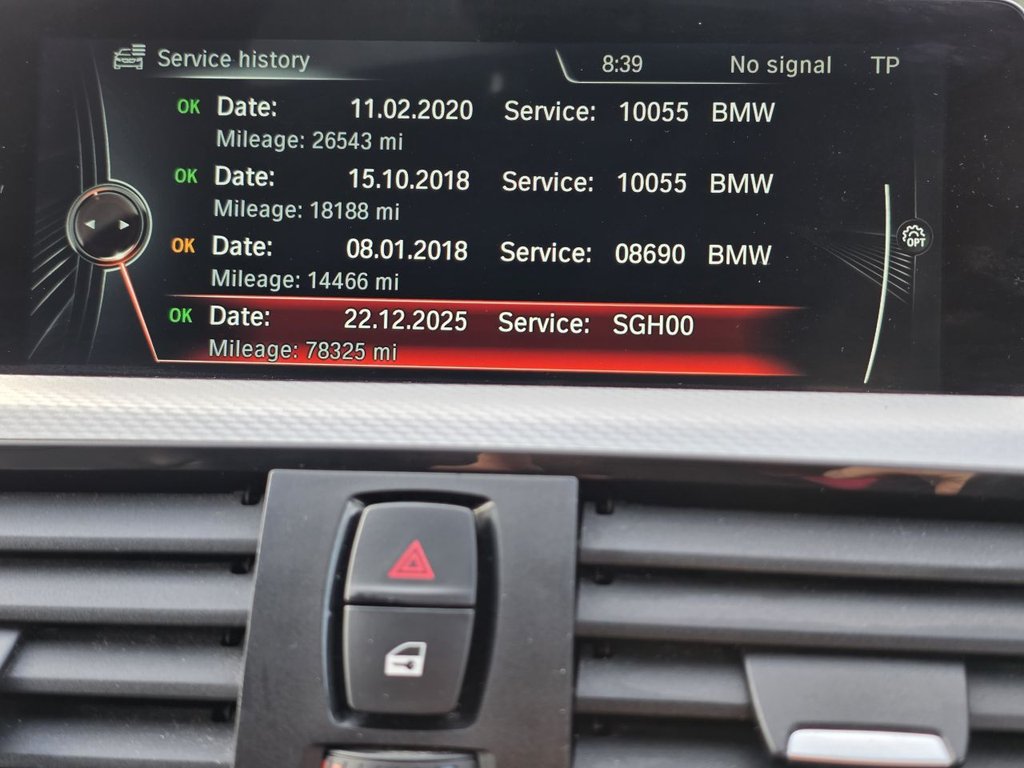 Service history 8:39 No signal TP
OK Date: 11.02.2020 Service: 10055 BMW
Mileage: 26543 mi
OK Date: 15.10.2018 Service: 10055 BMW
Mileage: 18188 mi
OPT
OK Date: 08.01.2018 Service: 08690 BMW
Mileage: 14466 mi
OK Date: 22.12.2025 Service: SGH00
Mileage: 78325 mi